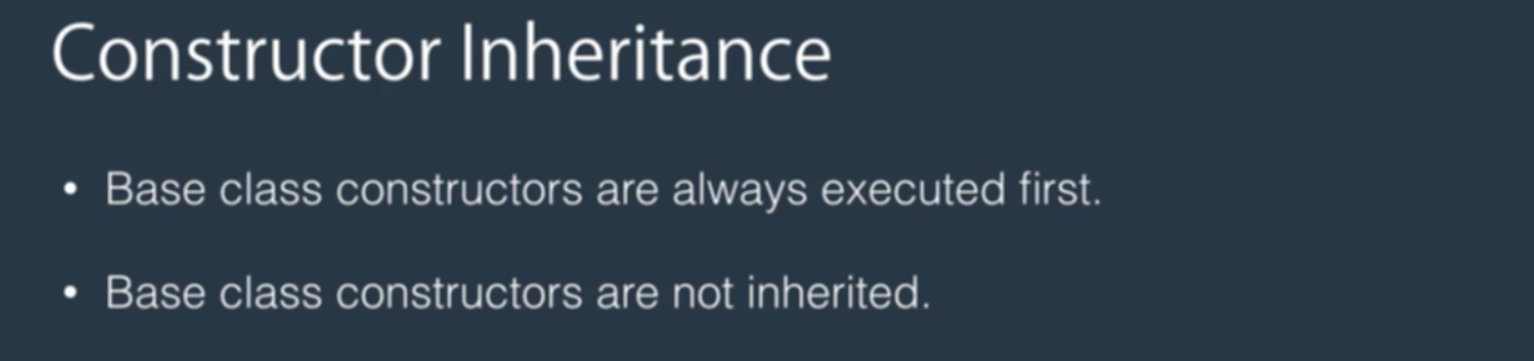 Constructor Inheritance
• Base class constructors are always executed first.
• Base class constructors are not inherited.